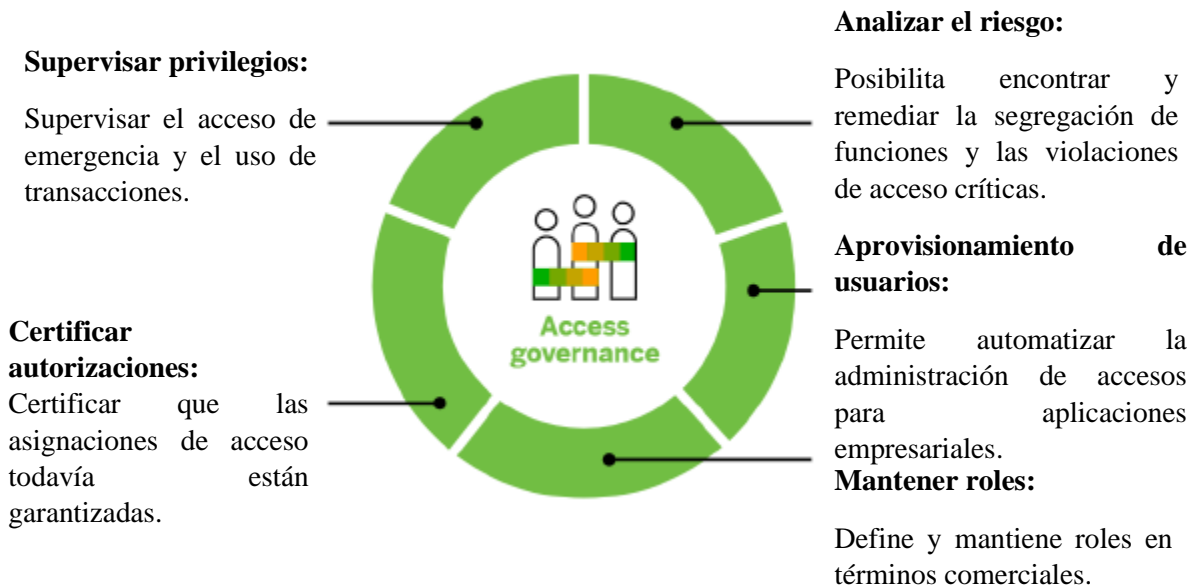 Analizar el riesgo:
Posibilita encontrar y
remediar la segregación de
funciones y las violaciones
de acceso críticas.
Aprovisionamiento de
usuarios:
Permite automatizar la
administración de accesos
para aplicaciones
empresariales.
Mantener roles:
Define y mantiene roles en
términos comerciales.
Certificar
autorizaciones:
Certificar que las
asignaciones de acceso
todavía están
garantizadas.
Supervisar privilegios:
Supervisar el acceso de
emergencia y el uso de
transacciones.
Access
governance